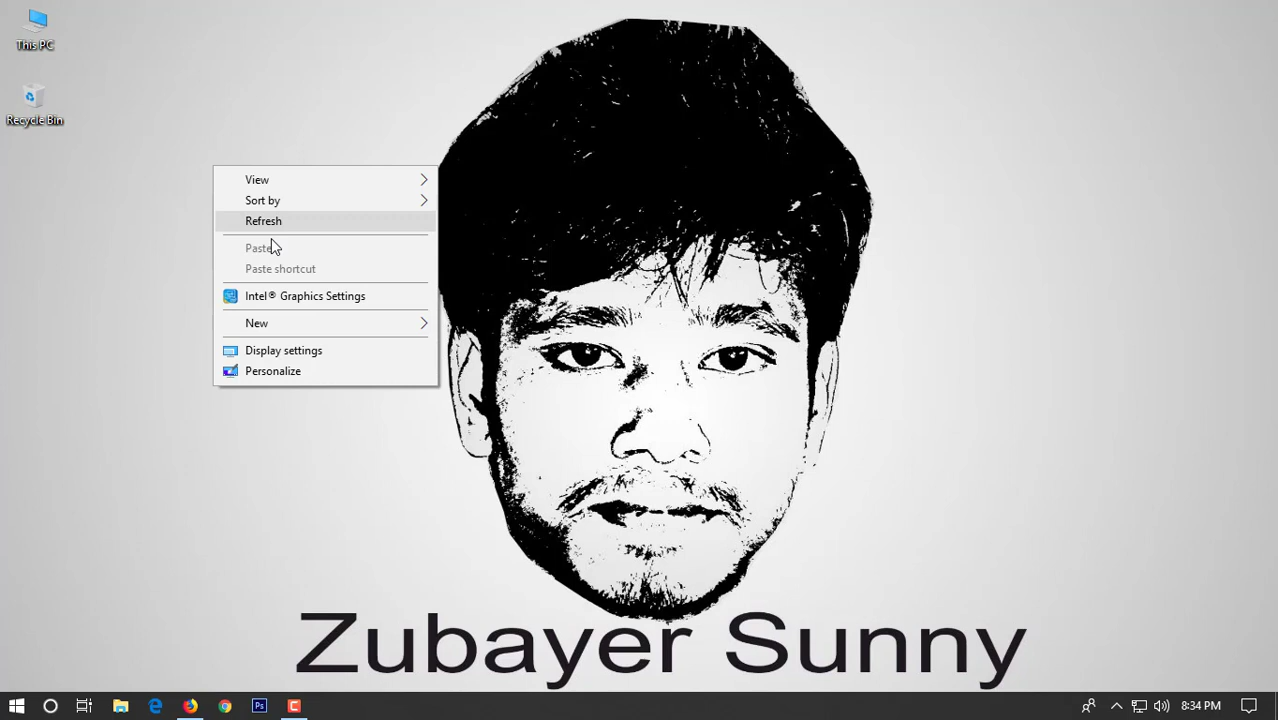 This PC
Recycle Bin
View
Sort by
Refresh
Paste
Paste shortcut
Intel® Graphics Settings
New
Display settings
Personalize
Zubayer Sunny
Ps
8:34 PM